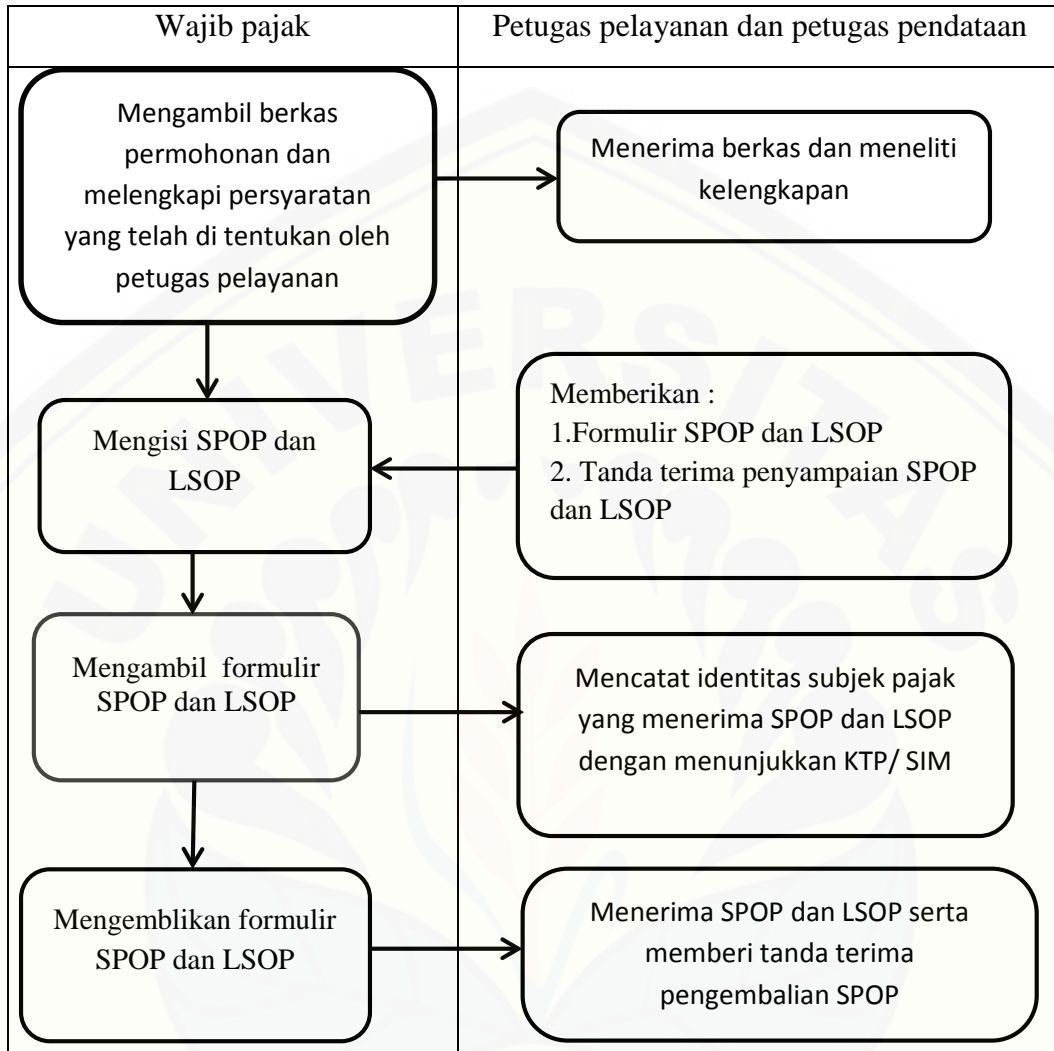 Wajib pajak
Petugas pelayanan dan petugas pendataan
Mengambil berkas
permohonan dan
melengkapi persyaratan
yang telah di tentukan oleh
petugas pelayanan
Menerima berkas dan meneliti
kelengkapan
Mengisi SPOP dan
LSOP
Memberikan :
1.Formulir SPOP dan LSOP
2. Tanda terima penyampaian SPOP
dan LSOP
Mengambil formulir
SPOP dan LSOP
Mencatat identitas subjek pajak
yang menerima SPOP dan LSOP
dengan menunjukkan KTP/ SIM
Mengemblikan formulir
SPOP dan LSOP
Menerima SPOP dan LSOP serta
memberi tanda terima
pengembalian SPOP
UNIVERSITAS